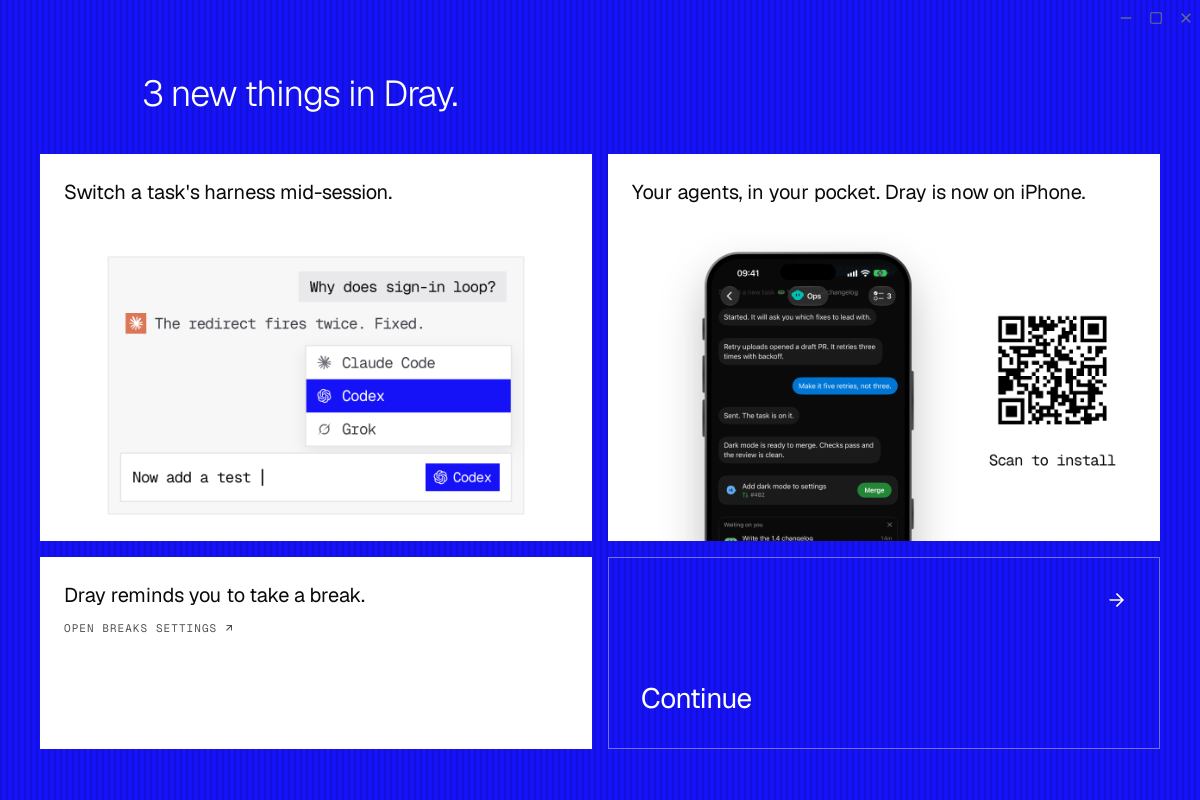 3 new things in Dray.
Switch a task's harness mid-session.
Why does sign-in loop?
The redirect fires twice. Fixed.
Claude Code
Codex
Grok
Now add a test
Codex
Your agents, in your pocket. Dray is now on iPhone.
09:41
a new task
changelog
Ops
3
Started. It will ask you which fixes to lead with.
Retry uploads opened a draft PR. It retries three
times with backoff.
Make it five retries, not three.
Sent. The task is on it.
Dark mode is ready to merge. Checks pass and
the review is clean.
Add dark mode to settings
#402
Merge
Waiting on you
Write the 1.4 changelog
14m
Scan to install
Dray reminds you to take a break.
OPEN BREAKS SETTINGS
Continue